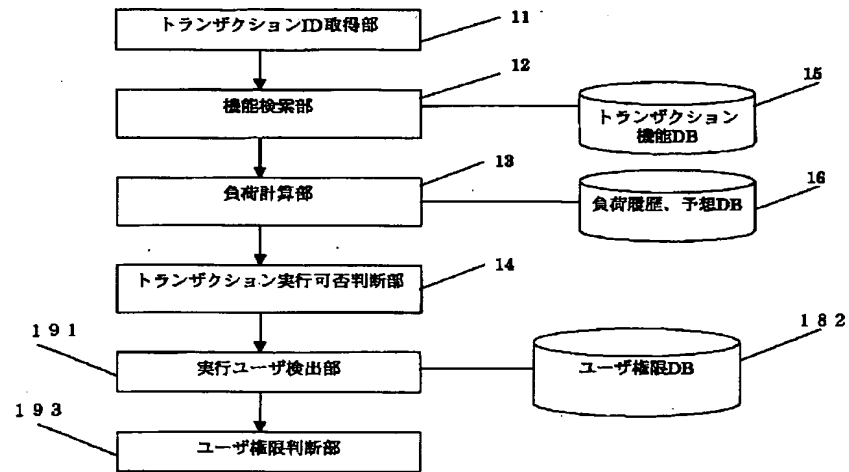 トランザクションID取得部
11
12
機能検索部
15
トランザクション
機能DB
13
負荷計算部
16
負荷履歴、予想DB
14
トランザクション実行可否判断部
191
実行ユーザ検出部
182
ユーザ権限DB
193
ユーザ権限判断部